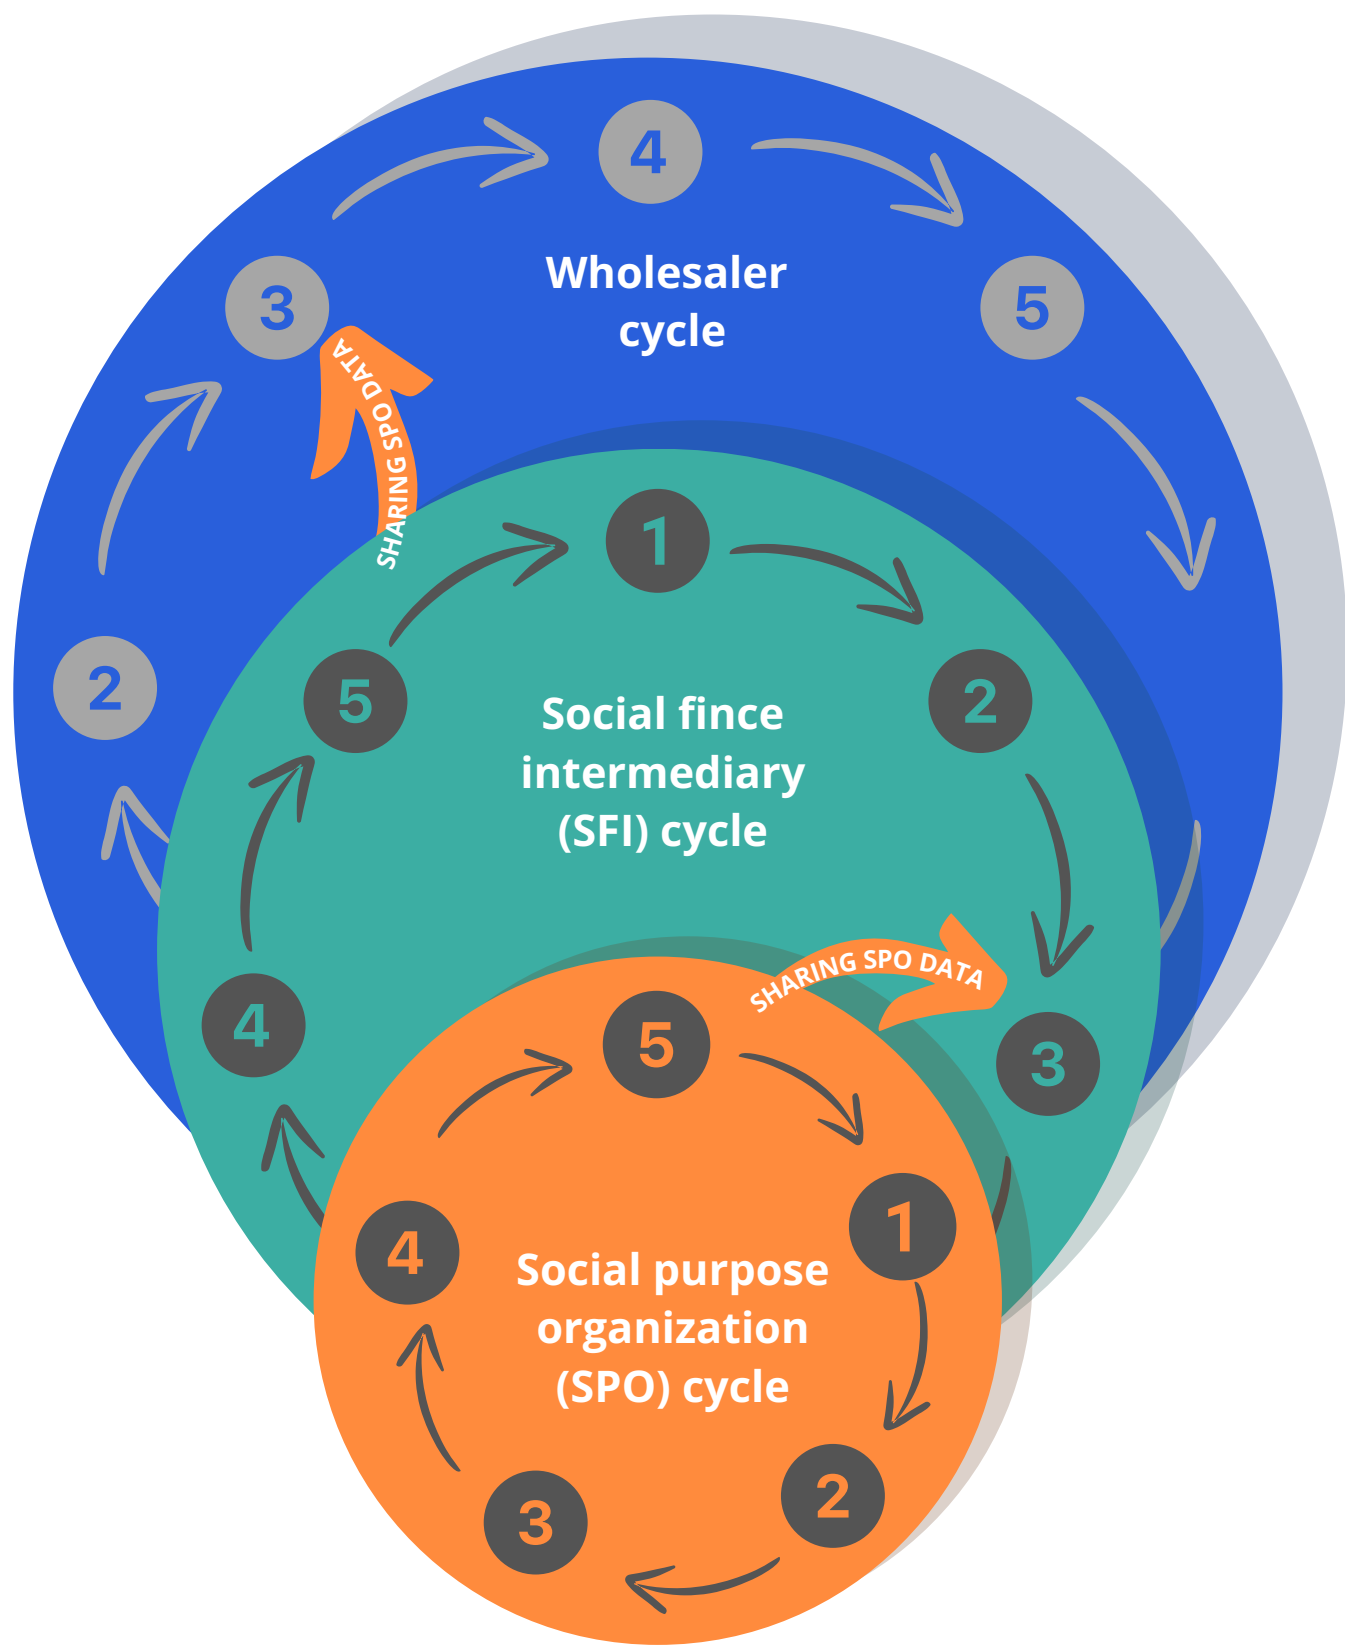 4
Wholesaler
cycle
3
5
SHARING SPO DATA
2
1
5
2
Social fince
intermediary
(SFI) cycle
SHARING SPO DATA
4
3
5
1
4
Social purpose
organization
(SPO) cycle
2
3